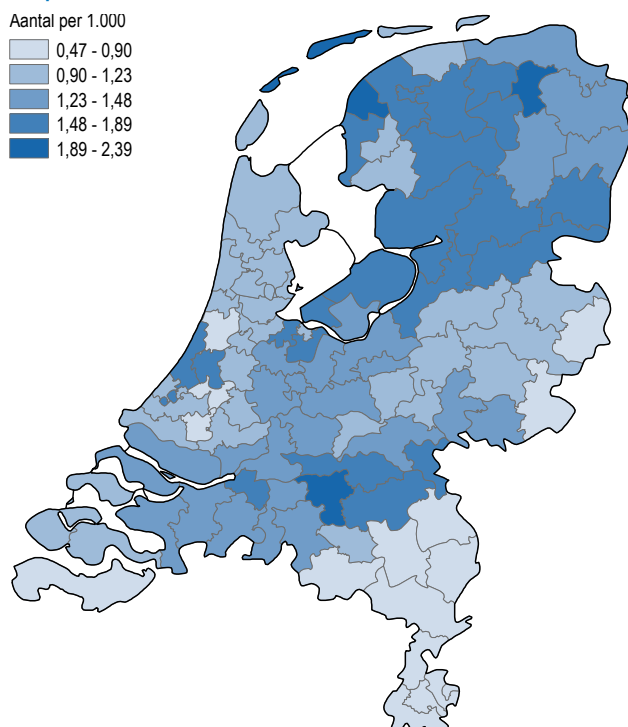 Aantal per 1.000
0,47 - 0,90
0,90 - 1,23
1,23 - 1,48
1,48 - 1,89
1,89 - 2,39